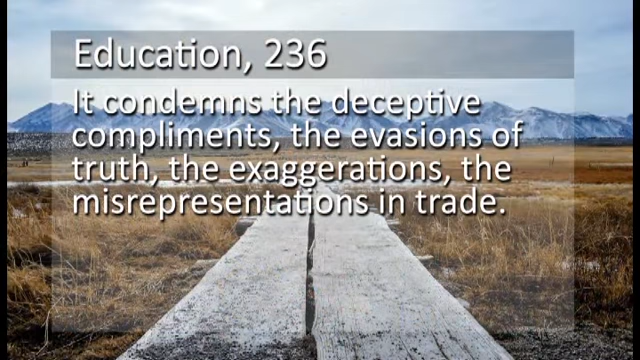 Education, 236
It condemns the deceptive
compliments, the evasions of
truth, the exaggerations, the
misrepresentations in trade.